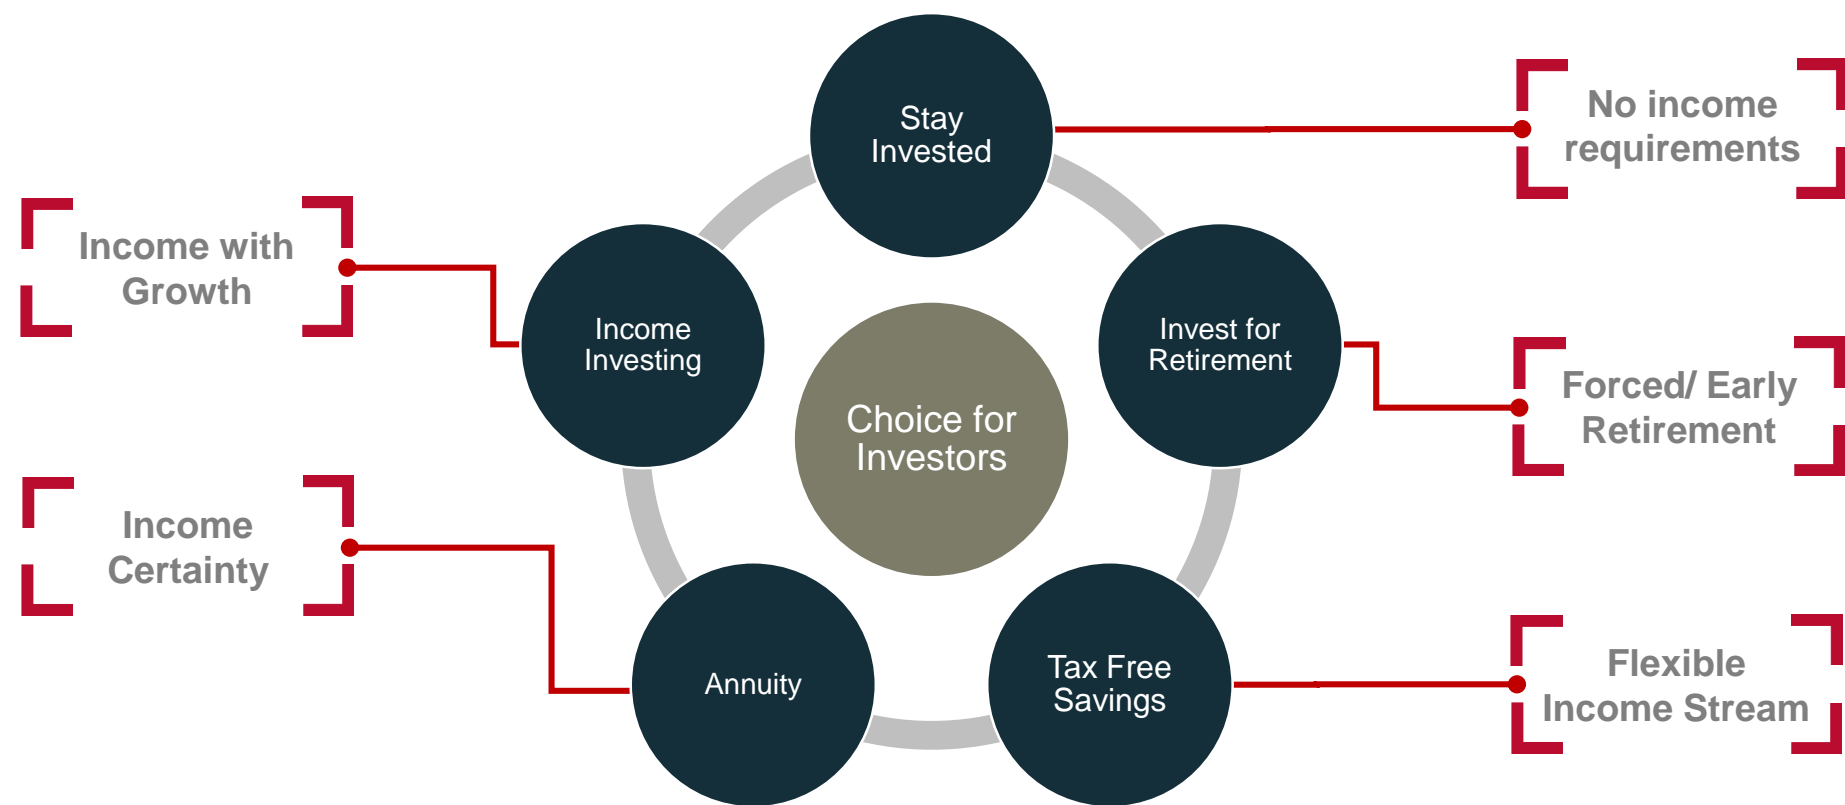 Stay
Invested
No income
requirements
Income with
Growth
Income
Investing
Invest for
Retirement
Choice for
Investors
Forced/ Early
Retirement
Income
Certainty
Annuity
Tax Free
Savings
Flexible
Income Stream